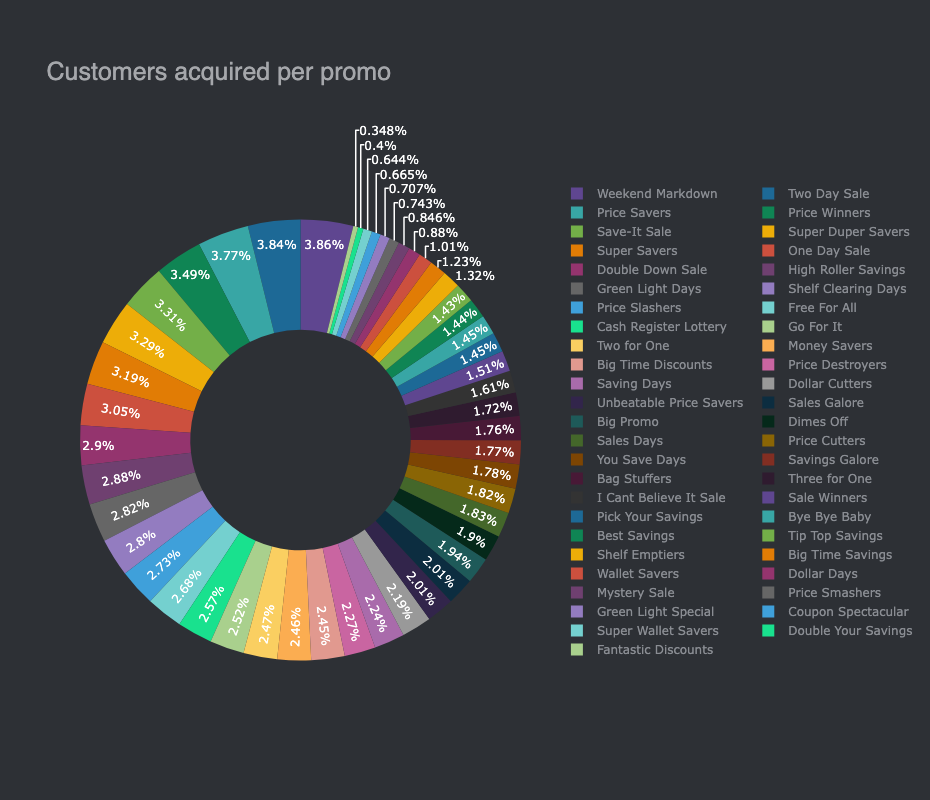 Customers acquired per promo
0.348%
0.4%
0.644%
0.665%
0.707%
0.743%
0.846%
0.88%
1.01%
1.23%
1.32%
1.43%
1.44%
1.45%
1.45%
1.51%
1.61%
1.72%
1.76%
1.77%
1.78%
1.82%
1.83%
1.9%
1.94%
2.01%
2.01%
2.19%
2.24%
2.27%
2.45%
2.46%
2.47%
2.52%
2.57%
2.68%
2.73%
2.8%
2.82%
2.88%
2.9%
3.05%
3.19%
3.29%
3.31%
3.49%
3.77%
3.84%
3.86%
Weekend Markdown Two Day Sale
Price Savers Price Winners
Save-It Sale Super Duper Savers
Super Savers One Day Sale
Double Down Sale High Roller Savings
Green Light Days Shelf Clearing Days
Price Slashers Free For All
Cash Register Lottery Go For It
Two for One Money Savers
Big Time Discounts Price Destroyers
Saving Days Dollar Cutters
Unbeatable Price Savers Sales Galore
Big Promo Dimes Off
Sales Days Price Cutters
You Save Days Savings Galore
Bag Stuffers Three for One
I Cant Believe It Sale Sale Winners
Pick Your Savings Bye Bye Baby
Best Savings Tip Top Savings
Shelf Emptiers Big Time Savings
Wallet Savers Dollar Days
Mystery Sale Price Smashers
Green Light Special Coupon Spectacular
Super Wallet Savers Double Your Savings
Fantastic Discounts